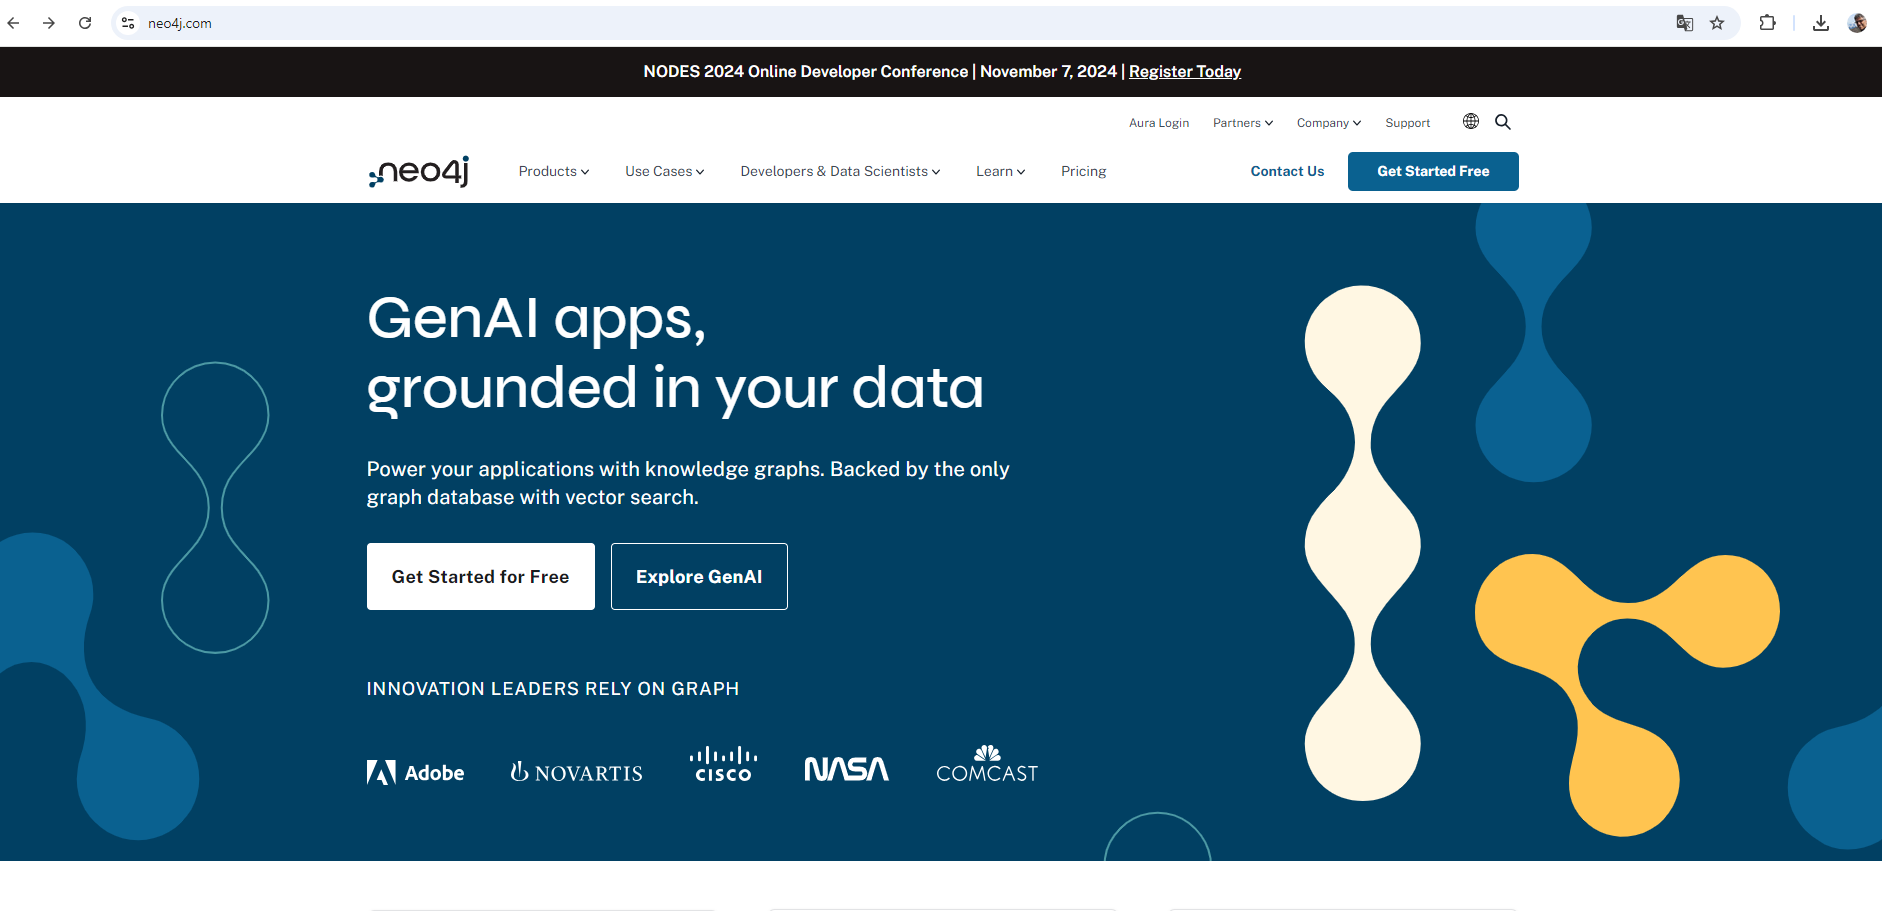 neo4j.com
NODES 2024 Online Developer Conference | November 7, 2024 | Register Today
Aura Login Partners Company Support
neo4j Products Use Cases Developers & Data Scientists Learn Pricing Contact Us Get Started Free
GenAI apps,
grounded in your data
Power your applications with knowledge graphs. Backed by the only
graph database with vector search.
Get Started for Free Explore GenAI
INNOVATION LEADERS RELY ON GRAPH
Adobe NOVARTIS CISCO NASA COMCAST